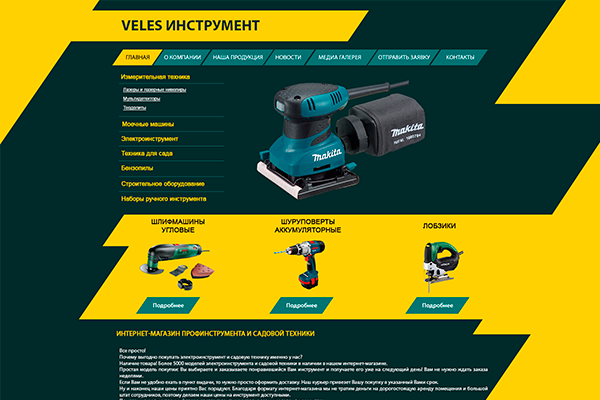 VELES ИНСТРУМЕНТ
ГЛАВНАЯ О КОМПАНИИ НАША ПРОДУКЦИЯ НОВОСТИ МЕДИА ГАЛЕРЕЯ ОТПРАВИТЬ ЗАЯВКУ КОНТАКТЫ
Измерительная техника
Лазеры и лазерные нивелиры
Мультидетекторы
Теодолиты
Моечные машины
Электроинструмент
Техника для сада
Бензопилы
Строительное оборудование
Наборы ручного инструмента
makita
makita
ШЛИФМАШИНЫ
УГЛОВЫЕ
ШУРУПОВЕРТЫ
АККУМУЛЯТОРНЫЕ
ЛОБЗИКИ
Подробнее
Подробнее
Подробнее
ИНТЕРНЕТ-МАГАЗИН ПРОФИНСТРУМЕНТА И САДОВОЙ ТЕХНИКИ
Все просто!
Почему выгодно покупать электроинструмент и садовую технику именно у нас?
Наличие товара! Более 5000 моделей электроинструмента и садовой техники в наличии в нашем интернет-магазине.
Простая модель покупки: Вы выбираете и заказываете понравившийся Вам инструмент и получаете его уже на следующий день! Вам не нужно ждать заказа
неделями.
Если Вам не удобно ехать в пункт выдачи, то нужно просто оформить доставку. Наш курьер привезет Вашу покупку в указанный Вами срок.
Ну и наконец наши цены приятно Вас порадуют. Благодаря формату интернет-магазина мы не тратим деньги на дорогостоящую аренду помещения и большой
штат сотрудников, поэтому делаем наши цены на инструмент доступными.